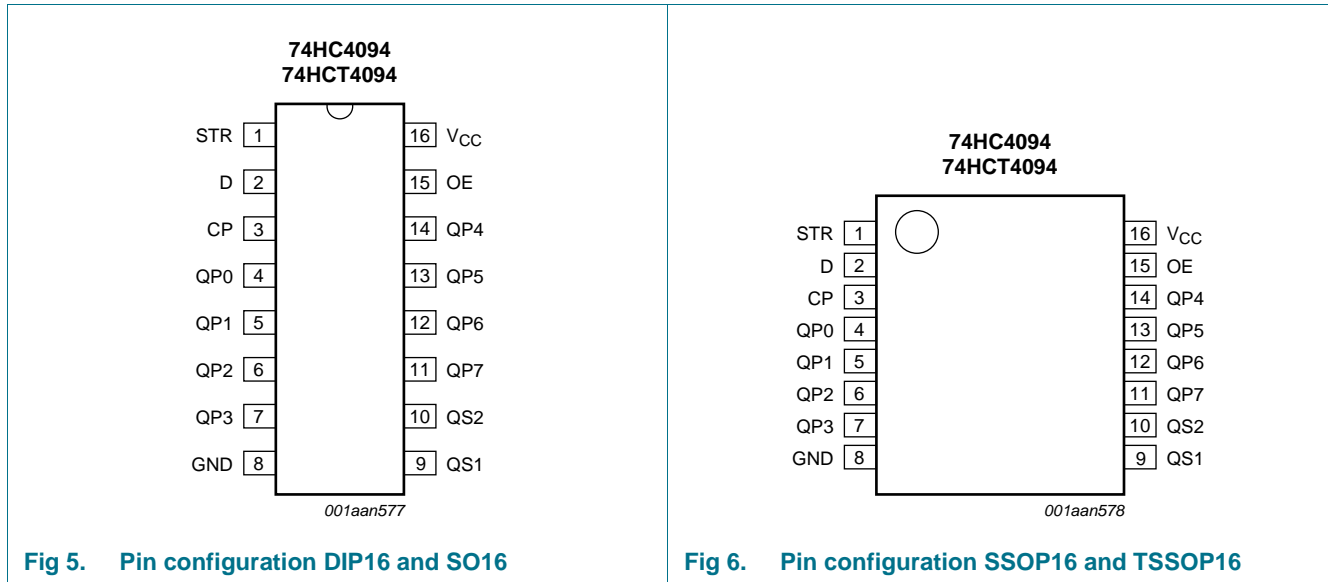 74HC4094
74HCT4094
STR 1 16 VCC
D 2 15 OE
CP 3 14 QP4
QP0 4 13 QP5
QP1 5 12 QP6
QP2 6 11 QP7
QP3 7 10 QS2
GND 8 9 QS1
001aan577
Fig 5. Pin configuration DIP16 and SO16
74HC4094
74HCT4094
STR 1 16 VCC
D 2 15 OE
CP 3 14 QP4
QP0 4 13 QP5
QP1 5 12 QP6
QP2 6 11 QP7
QP3 7 10 QS2
GND 8 9 QS1
001aan578
Fig 6. Pin configuration SSOP16 and TSSOP16